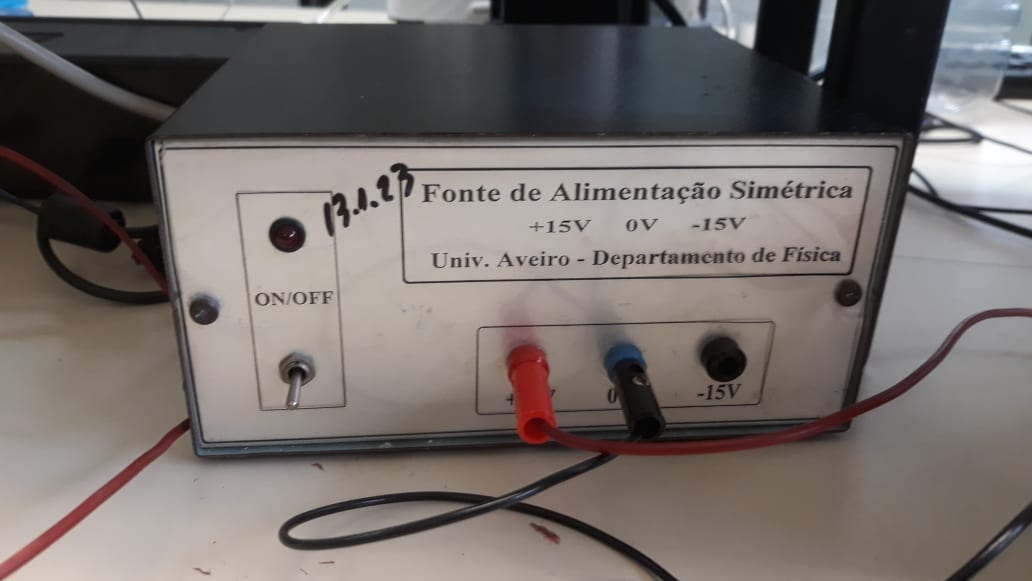 13.1.23
Fonte de Alimentação Simétrica
+15V 0V -15V
Univ. Aveiro - Departamento de Física
ON/OFF
-15V